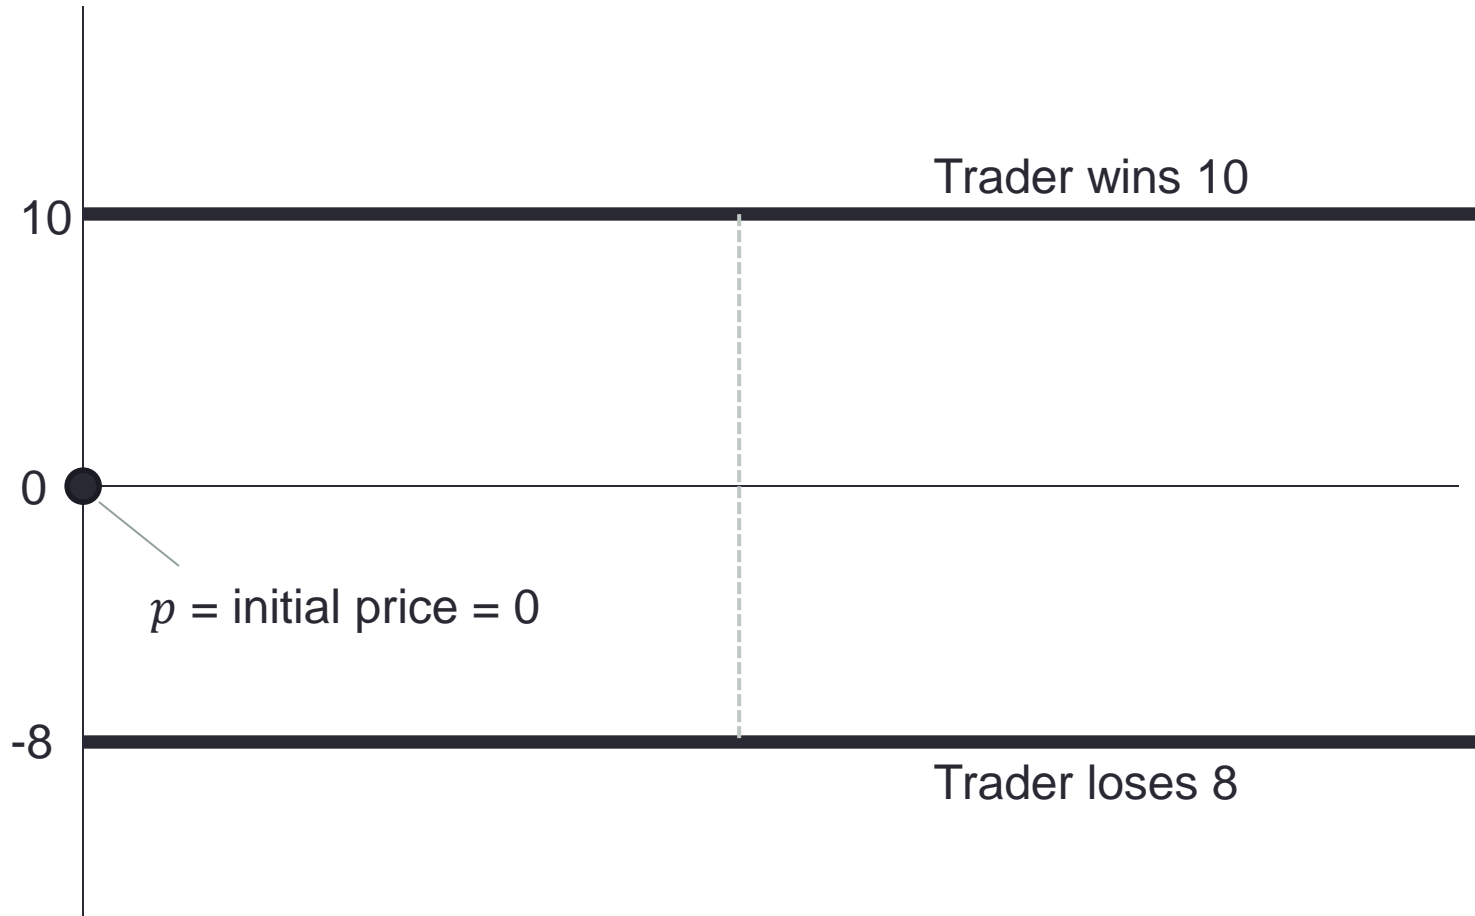 Trader wins 10
10
0
p = initial price = 0
-8
Trader loses 8